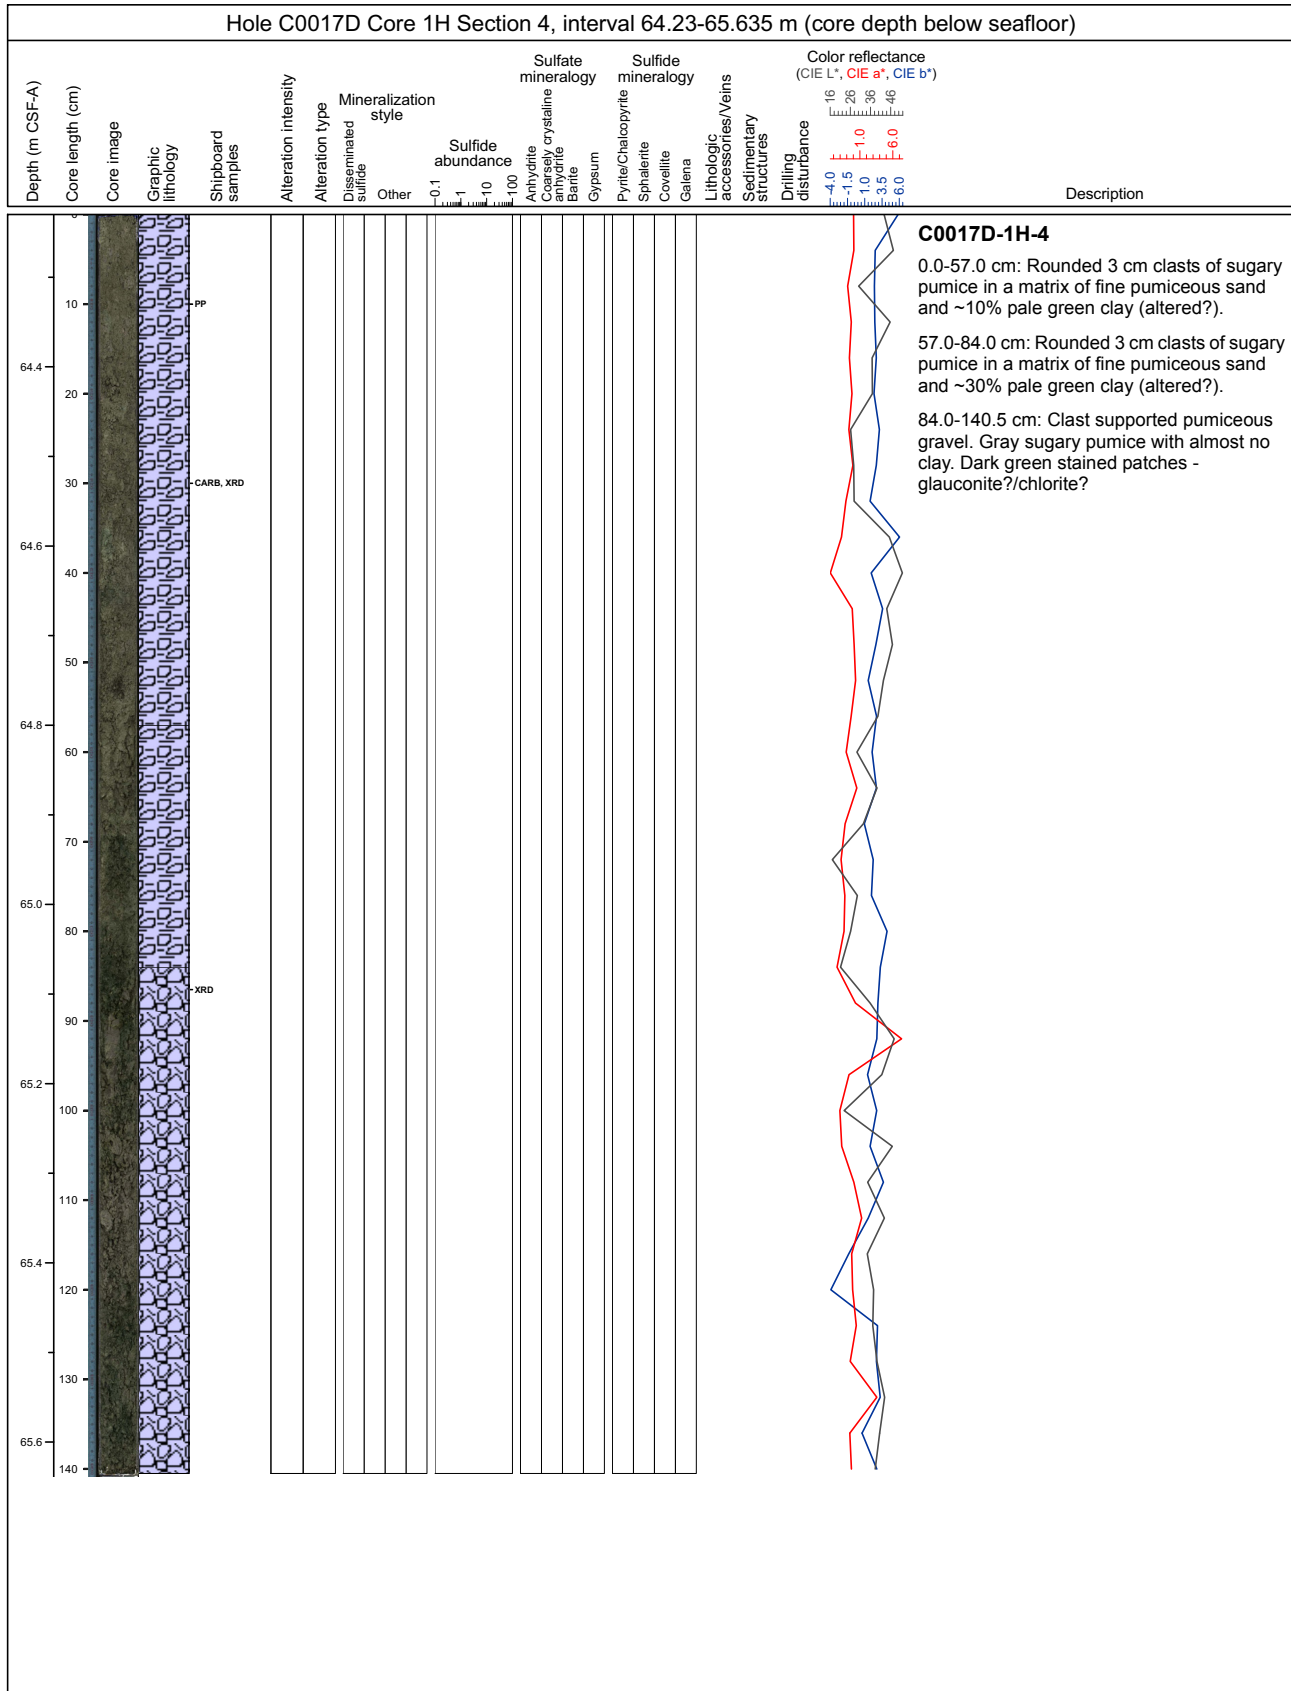 Hole C0017D Core 1H Section 4, interval 64.23-65.635 m (core depth below seafloor)
Depth (m CSF-A)
Core length (cm)
Core image
Graphic
lithology
Shipboard
samples
Alteration intensity
Alteration type
Mineralization
style
Disseminated
sulfide
Other
Sulfide
abundance
0.1
1
10
100
Sulfate
mineralogy
Anhydrite
Coarsely crystaline
anhydrite
Barite
Gypsum
Sulfide
mineralogy
Pyrite/Chalcopyrite
Sphalerite
Covellite
Galena
Lithologic
accessories/Veins
Sedimentary
structures
Drilling
disturbance
Color reflectance
(CIE L*, CIE a*, CIE b*)
16
26
36
46
-1.0
-6.0
-4.0
-1.5
1.0
3.5
6.0
Description
64.4
64.6
64.8
65.0
65.2
65.4
65.6
0
10
20
30
40
50
60
70
80
90
100
110
120
130
140
PP
CARB, XRD
XRD
C0017D-1H-4
0.0-57.0 cm: Rounded 3 cm clasts of sugary
pumice in a matrix of fine pumiceous sand
and ~10% pale green clay (altered?).
57.0-84.0 cm: Rounded 3 cm clasts of sugary
pumice in a matrix of fine pumiceous sand
and ~30% pale green clay (altered?).
84.0-140.5 cm: Clast supported pumiceous
gravel. Gray sugary pumice with almost no
clay. Dark green stained patches -
glauconite?/chlorite?